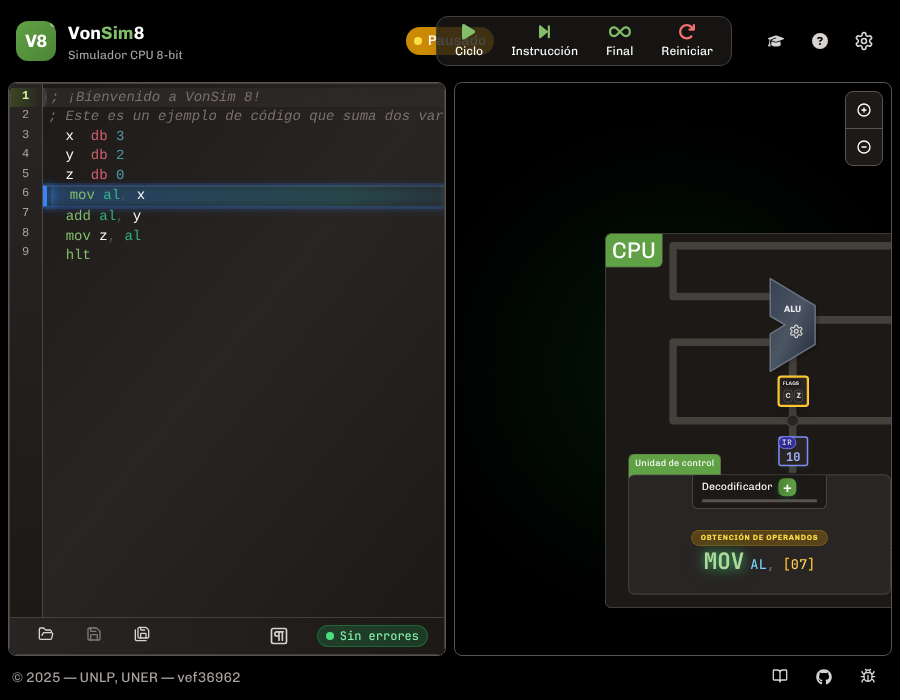 V8
VonSim8
Simulador CPU 8-bit
Ciclo
Instrucción
Final
Reiniciar
1 ; ¡Bienvenido a VonSim 8!
2 ; Este es un ejemplo de código que suma dos var
3 x db 3
4 y db 2
5 z db 0
6 mov al, x
7 add al, y
8 mov z, al
9 hlt
Sin errores
CPU
ALU
FLAGS
C Z
IR
10
Unidad de control
Decodificador
OBTENCIÓN DE OPERANDOS
MOV AL, [07]
© 2025 — UNLP, UNER — vef36962